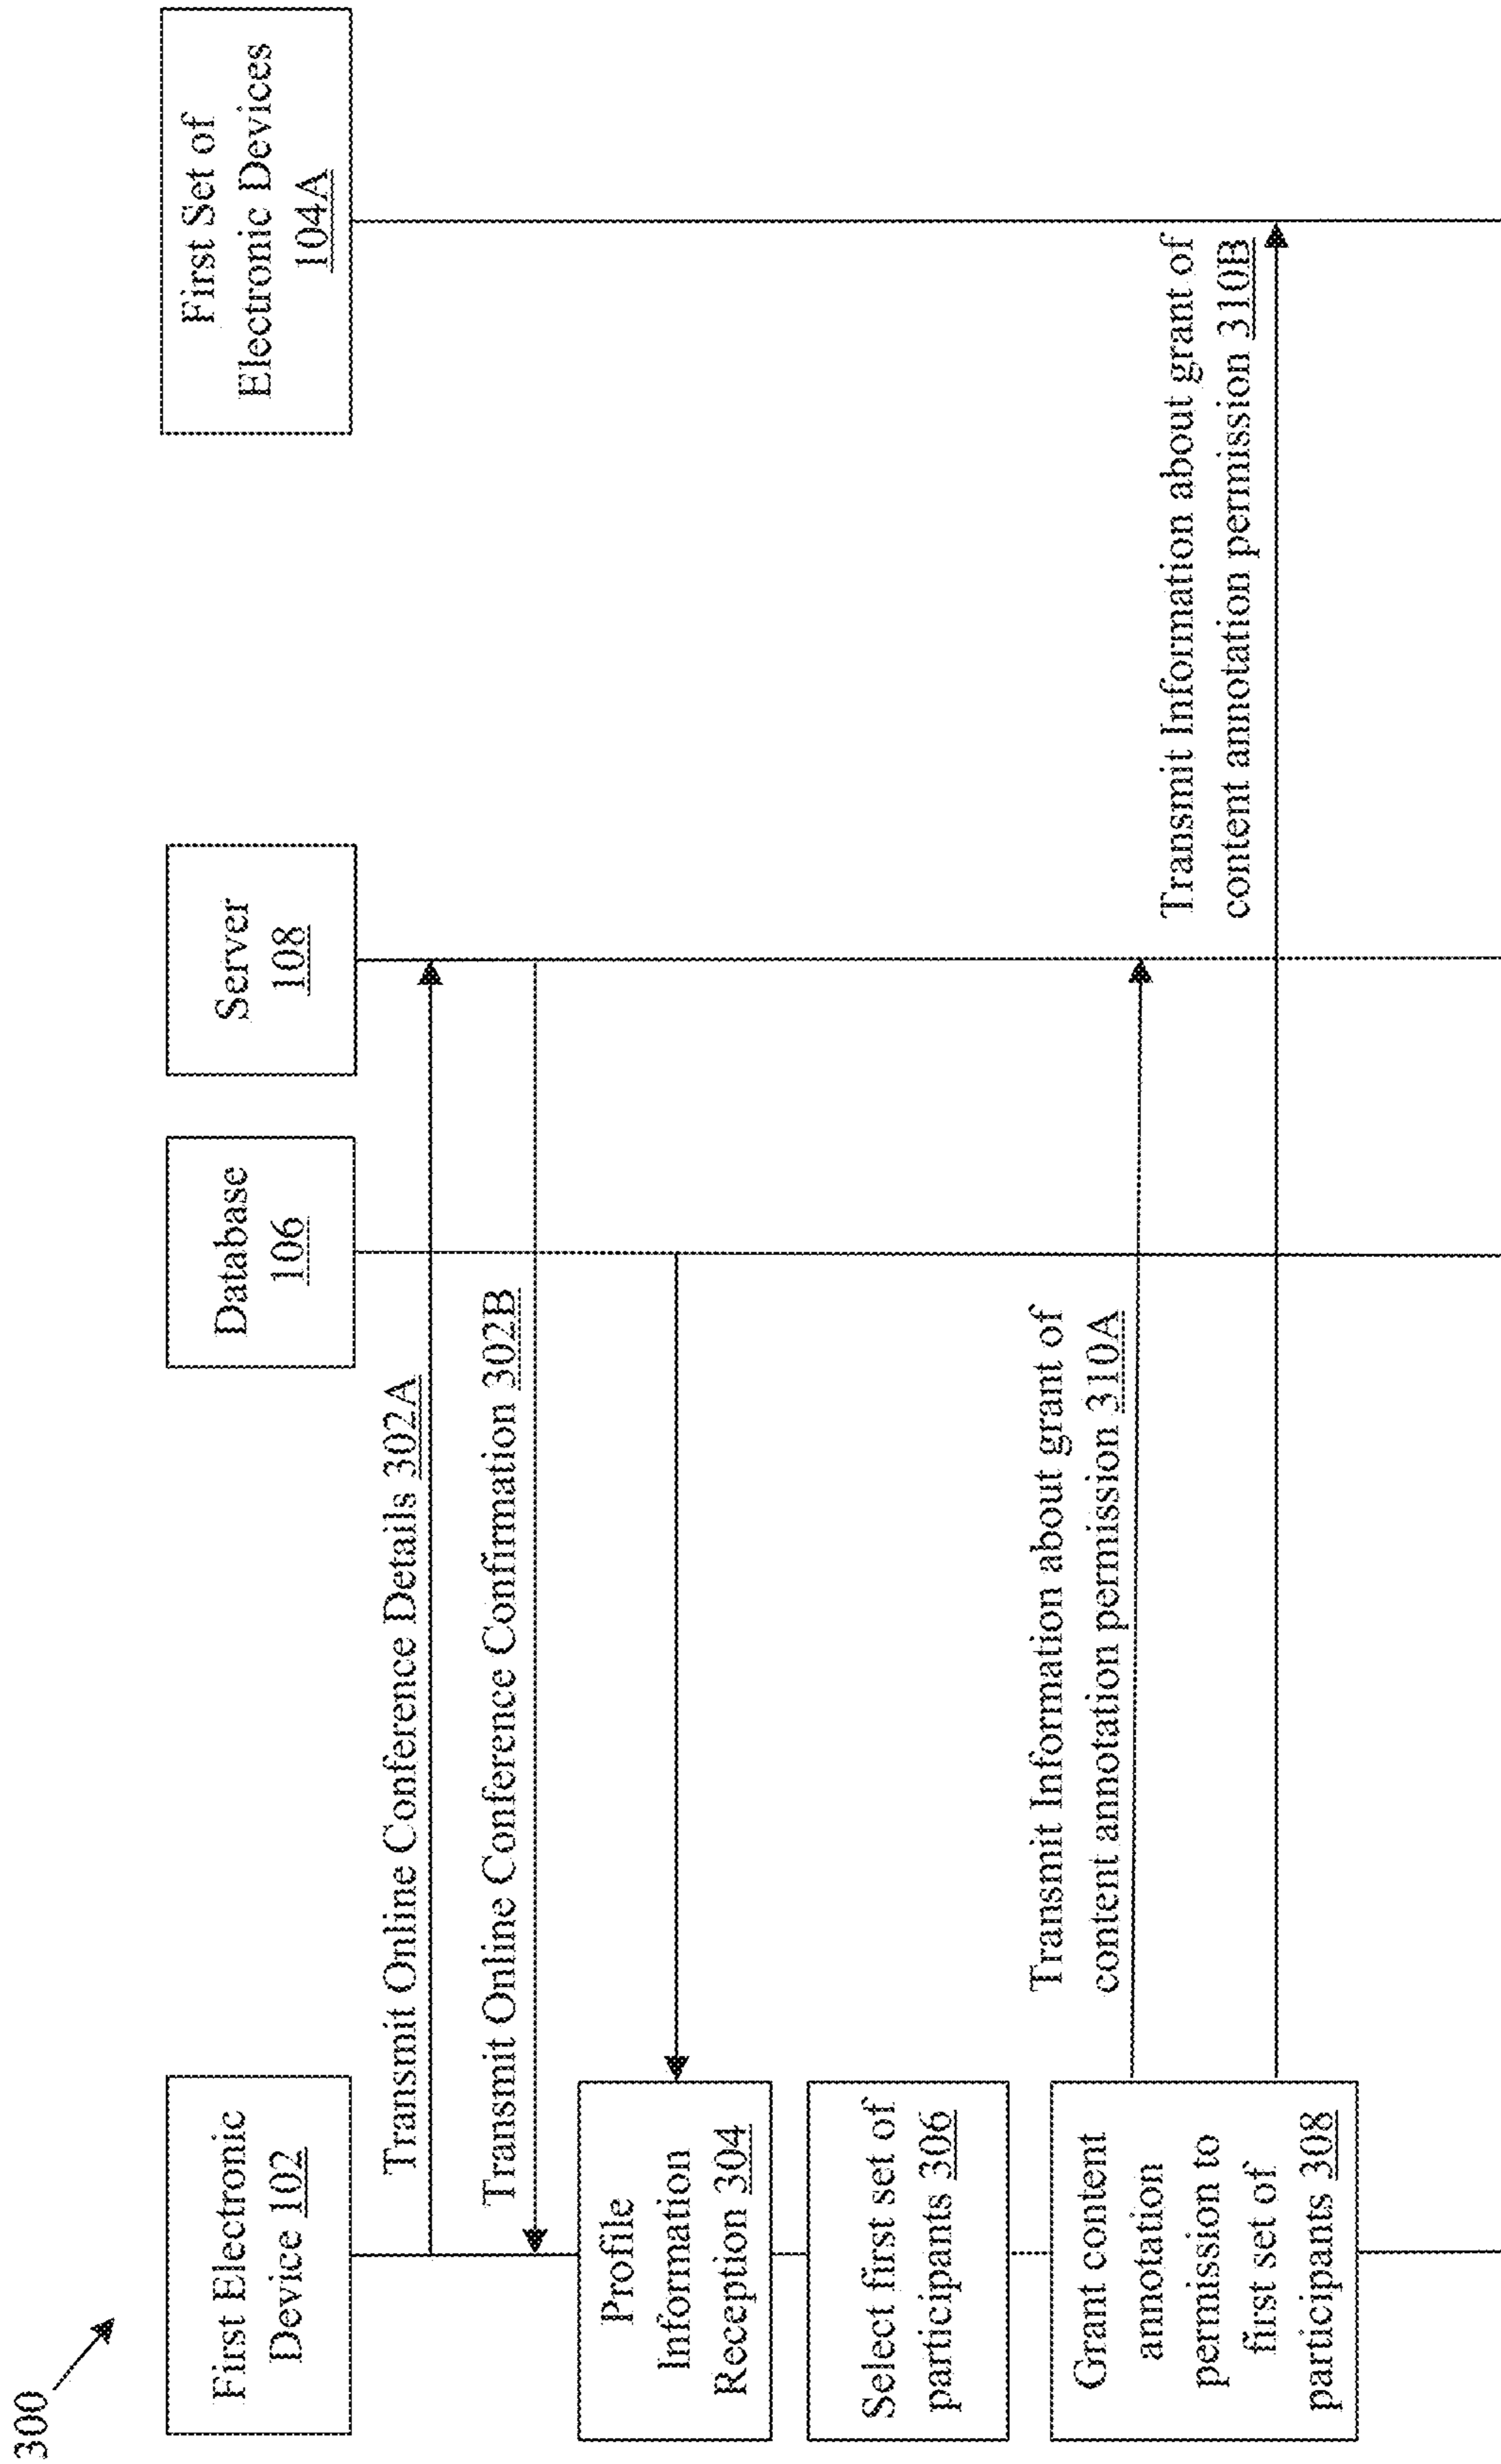 300
First Electronic
Device 102
Database
106
Server
108
First Set of
Electronic Devices
104A
Transmit Online Conference Details 302A
Transmit Online Conference Confirmation 302B
Profile
Information
Reception 304
Select first set of
participants 306
Grant content
annotation
permission to
first set of
participants 308
Transmit Information about grant of
content annotation permission 310A
Transmit Information about grant of
content annotation permission 310B